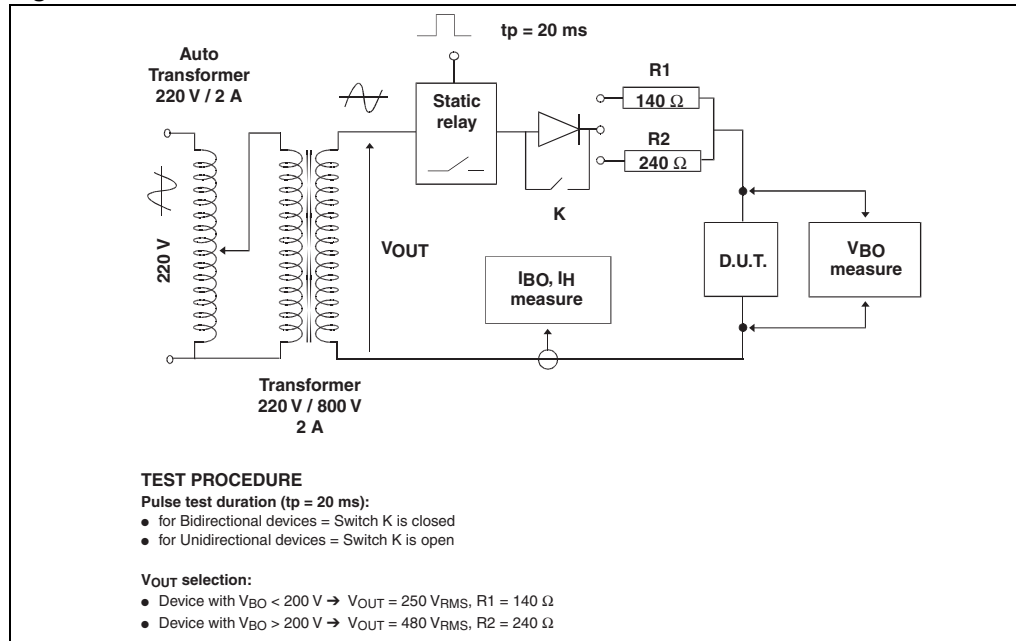 tp = 20 ms
Auto
Transformer
220 V / 2 A
Static
relay
R1
140 Ω
R2
240 Ω
K
220 V
VOUT
IBO, IH
measure
D.U.T.
VBO
measure
Transformer
220 V / 800 V
2 A
TEST PROCEDURE
Pulse test duration (tp = 20 ms):
● for Bidirectional devices = Switch K is closed
● for Unidirectional devices = Switch K is open
VOUT selection:
● Device with VBO < 200 V ➔ VOUT = 250 VRMS, R1 = 140 Ω
● Device with VBO > 200 V ➔ VOUT = 480 VRMS, R2 = 240 Ω